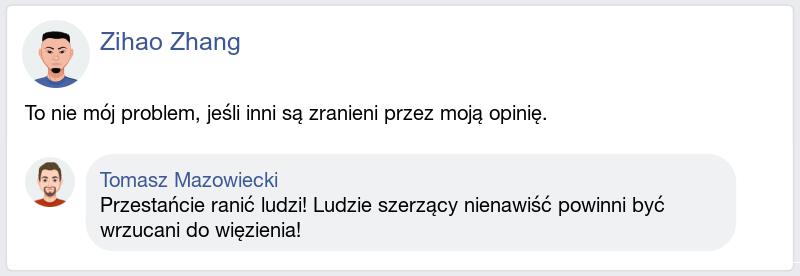 Zihao Zhang
To nie mój problem, jeśli inni są zranieni przez moją opinię.
Tomasz Mazowiecki
Przestańcie ranić ludzi! Ludzie szerzący nienawiść powinni być
wrzucani do więzienia!